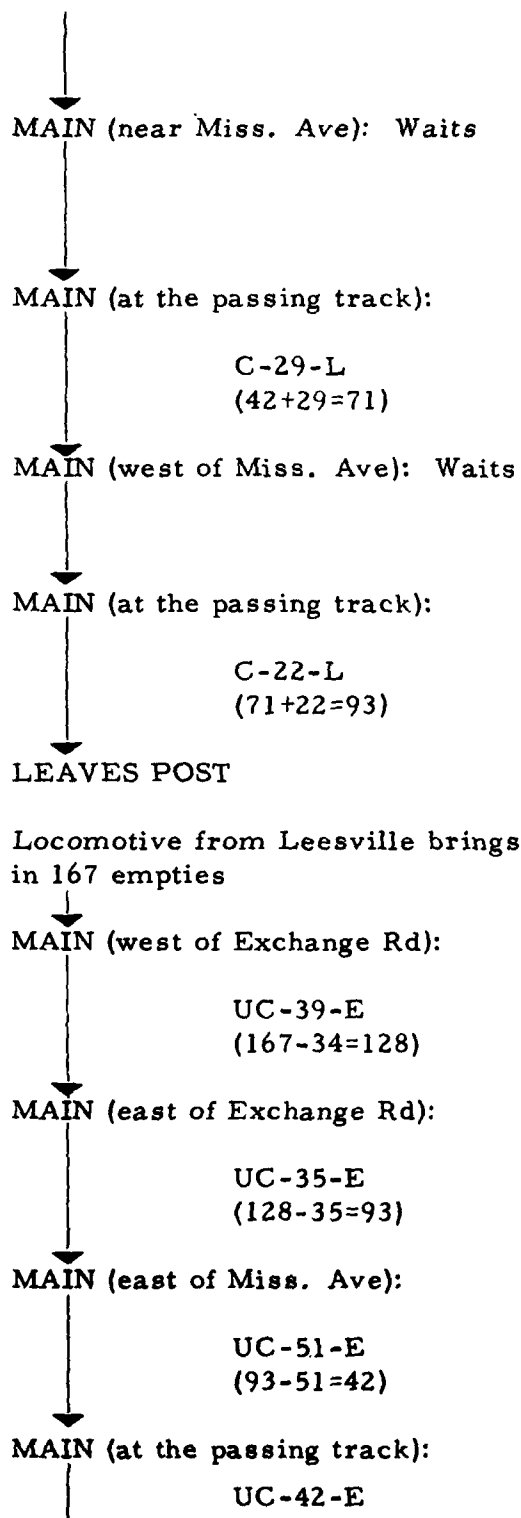 MAIN (near Miss. Ave): Waits
MAIN (at the passing track):
C-29-L
(42+29=71)
MAIN (west of Miss. Ave): Waits
MAIN (at the passing track):
C-22-L
(71+22=93)
LEAVES POST
Locomotive from Leesville brings
in 167 empties
MAIN (west of Exchange Rd):
UC-39-E
(167-34=128)
MAIN (east of Exchange Rd):
UC-35-E
(128-35=93)
MAIN (east of Miss. Ave):
UC-51-E
(93-51=42)
MAIN (at the passing track):
UC-42-E